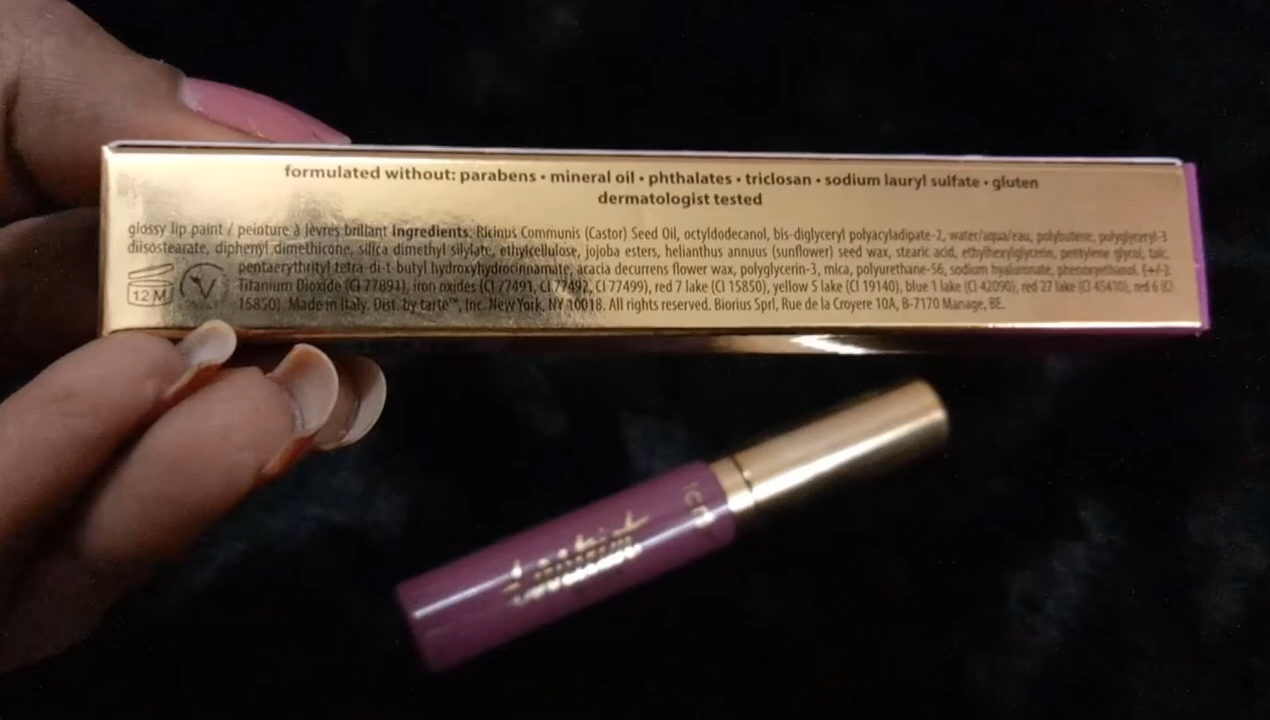 formulated without: parabens • mineral oil • phthalates • triclosan • sodium lauryl sulfate • gluten
dermatologist tested
glossy lip paint / peinture à lèvres brillant Ingredients: Ricinus Communis (Castor) Seed Oil, octyldodecanol, bis-diglyceryl polyacyladipate-2, water/aqua/eau, polybutene, polyglyceryl-3
diisostearate, diphenyl dimethicone, silica dimethyl silylate, ethylcellulose, jojoba esters, helianthus annuus (sunflower) seed wax, stearic acid, ethylhexylglycerin, pentylene glycol, talc,
pentaerythrityl tetra-di-t-butyl hydroxyhydrocinnamate, acacia decurrens flower wax, polyglycerin-3, mica, polyurethane-56, sodium hyaluronate, phenoxyethanol. (+/-):
Titanium Dioxide (CI 77891), iron oxides (CI 77491, CI 77492, CI 77499), red 7 lake (CI 15850), yellow 5 lake (CI 19140), blue 1 lake (CI 42090), red 27 lake (CI 45410), red 6 (CI
15850). Made in Italy. Dist. by tarte™, Inc. New York, NY 10018. All rights reserved. Biorius Sprl, Rue de la Croyere 10A, B-7170 Manage, BE.
12 M
V